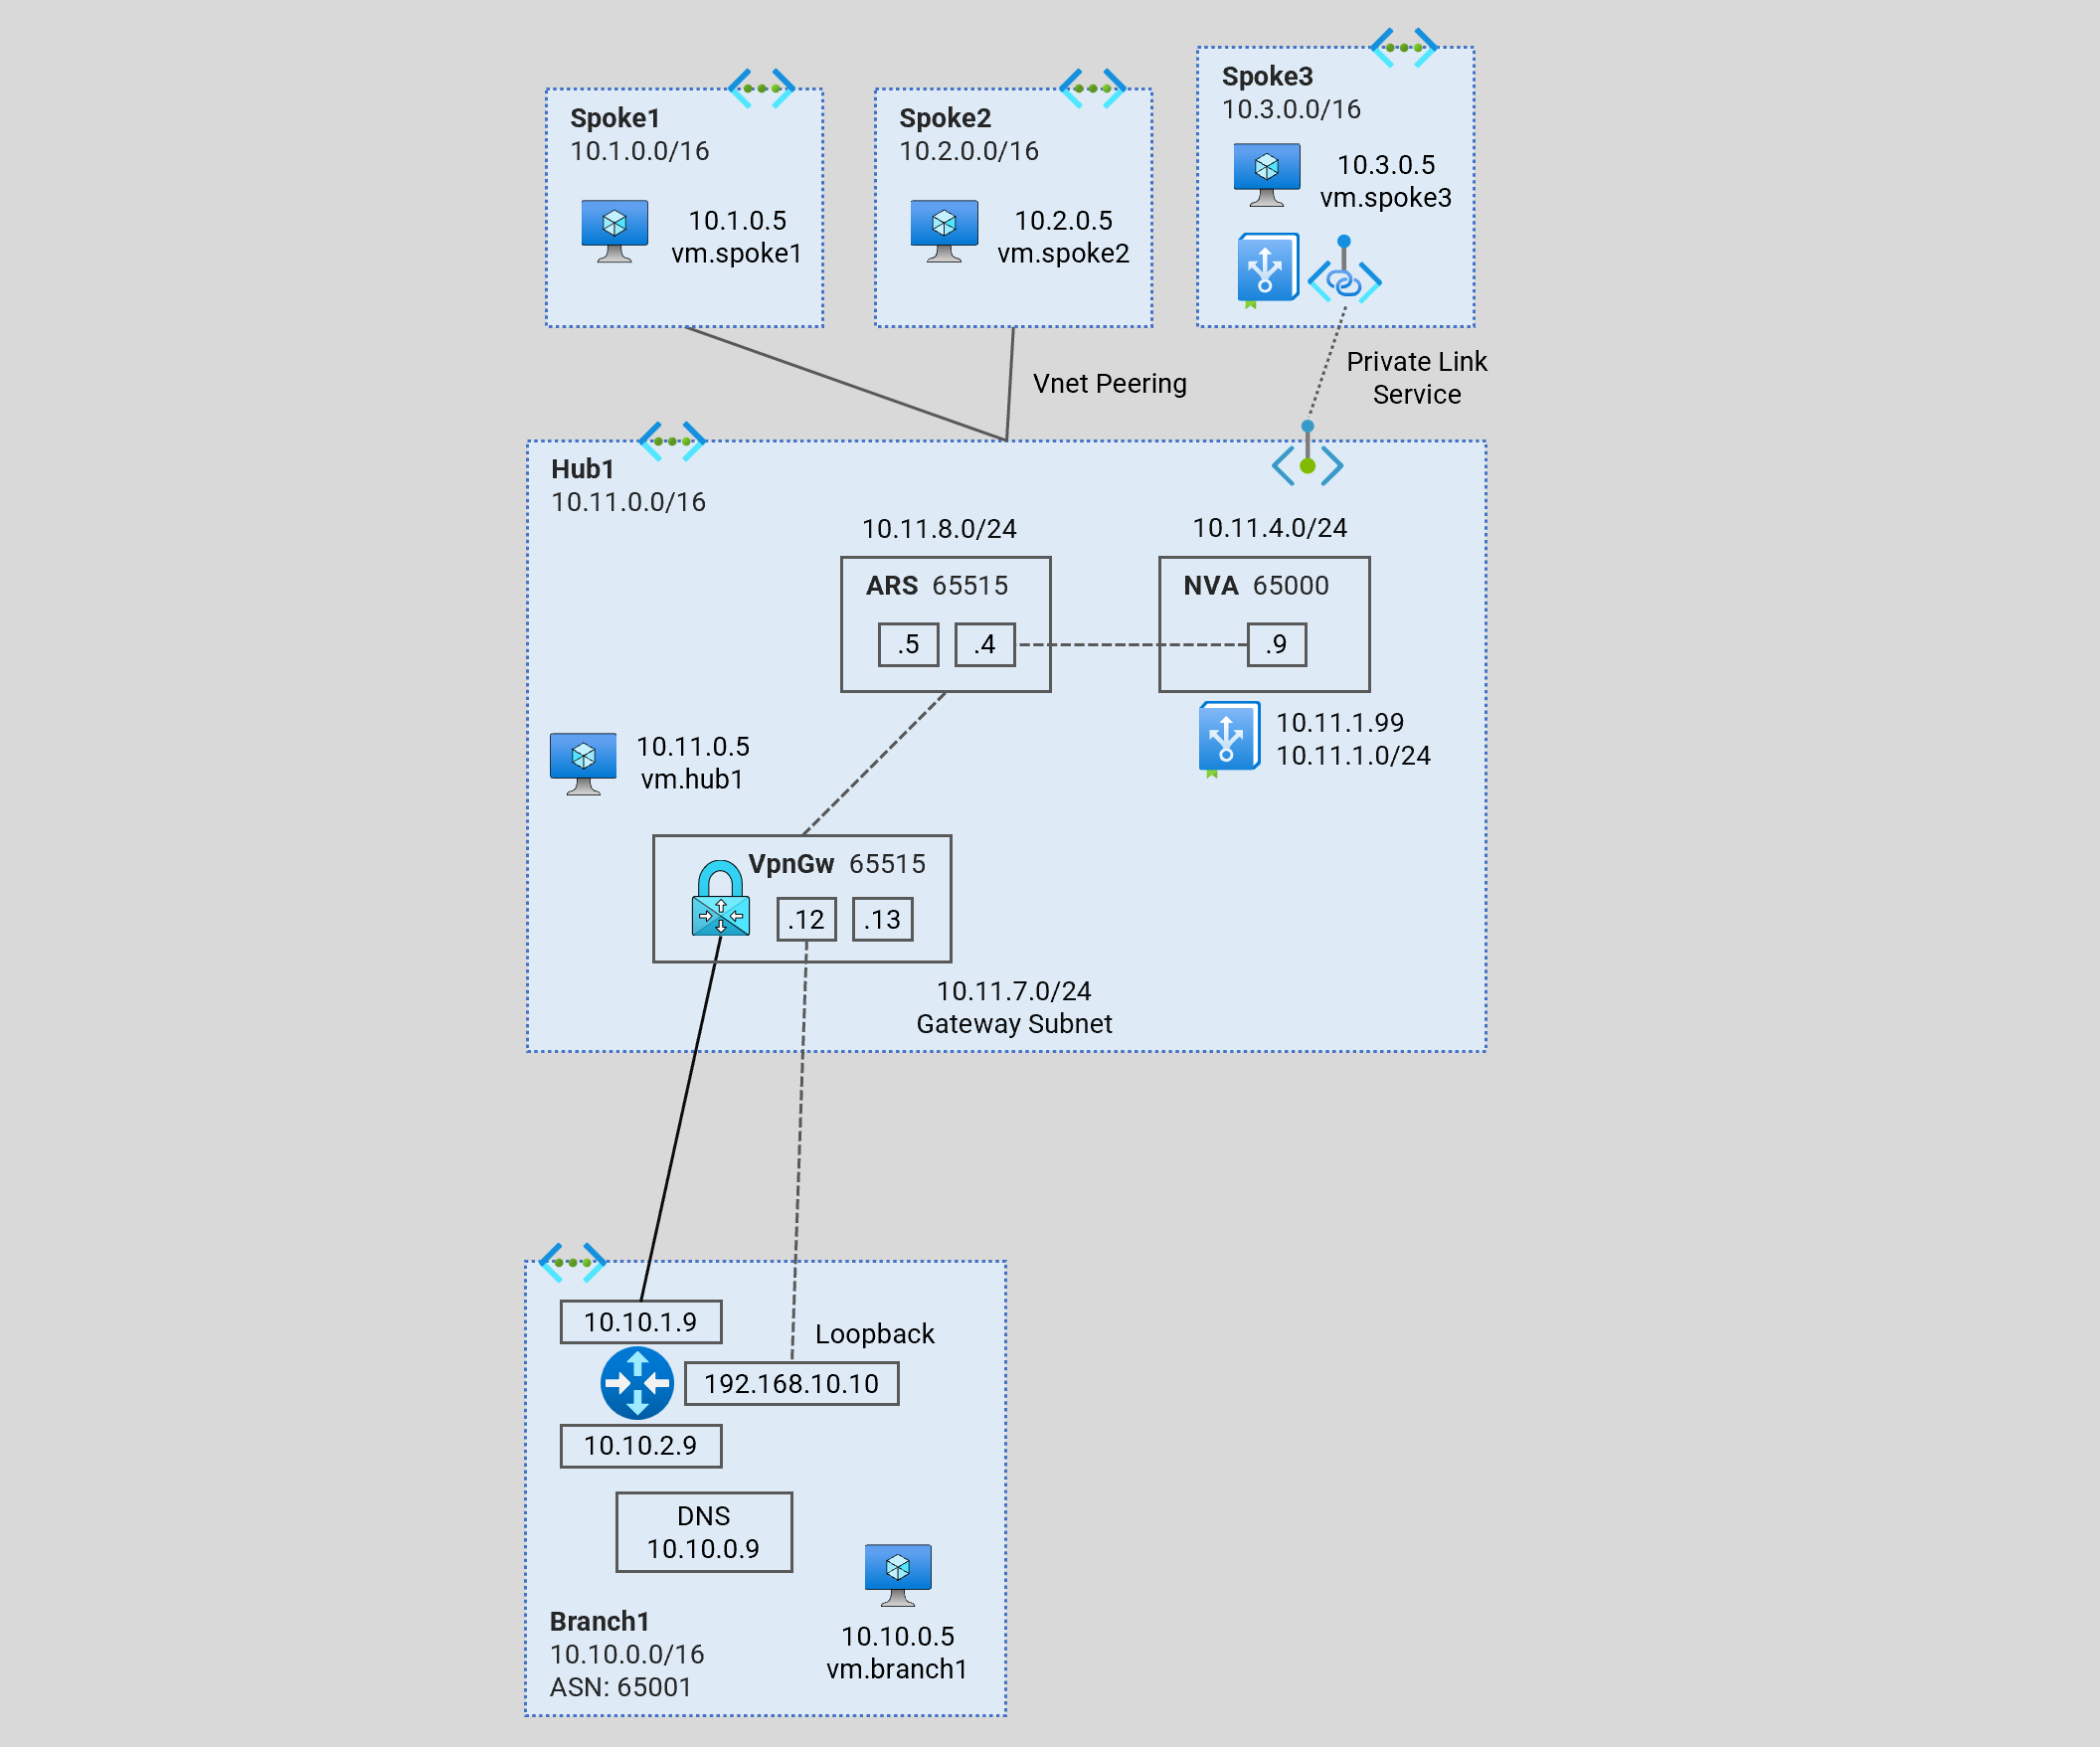 Spoke1
10.1.0.0/16
10.1.0.5
vm.spoke1
Spoke2
10.2.0.0/16
10.2.0.5
vm.spoke2
Spoke3
10.3.0.0/16
10.3.0.5
vm.spoke3
Vnet Peering
Private Link
Service
Hub1
10.11.0.0/16
10.11.8.0/24
ARS 65515
.5 .4
10.11.4.0/24
NVA 65000
.9
10.11.1.99
10.11.1.0/24
10.11.0.5
vm.hub1
VpnGw 65515
.12 .13
10.11.7.0/24
Gateway Subnet
10.10.1.9
Loopback
192.168.10.10
10.10.2.9
DNS
10.10.0.9
Branch1
10.10.0.0/16
ASN: 65001
10.10.0.5
vm.branch1